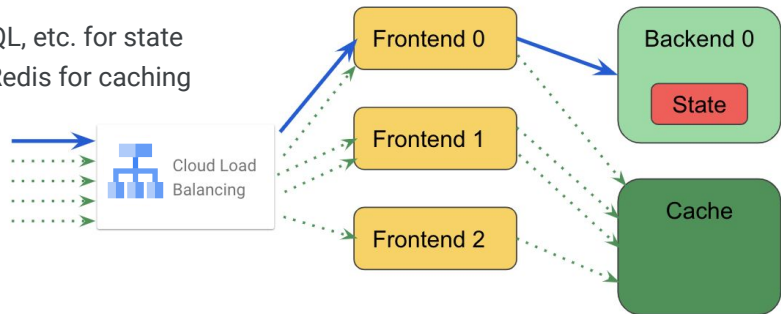 QL, etc. for state
Redis for caching
Cloud Load
Balancing
Frontend 0
Frontend 1
Frontend 2
Backend 0
State
Cache